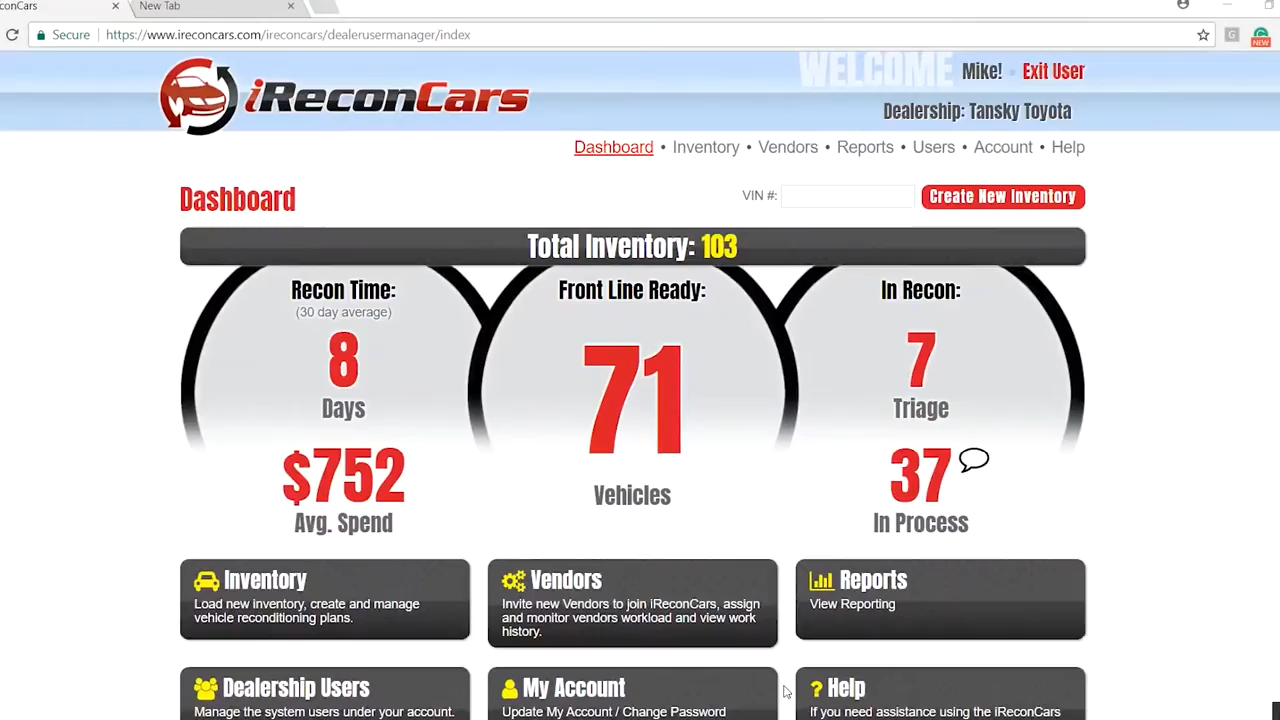 conCars
New Tab
Secure https://www.ireconcars.com/ireconcars/dealerusermanager/index
G
NEW
iReconCars
WELCOME Mike! Exit User
Dealership: Tansky Toyota
Dashboard • Inventory • Vendors • Reports • Users • Account • Help
Dashboard
VIN #:
Create New Inventory
Total Inventory: 103
Recon Time:
(30 day average)
8
Days
$752
Avg. Spend
Front Line Ready:
71
Vehicles
In Recon:
7
Triage
37
In Process
Inventory
Load new inventory, create and manage
vehicle reconditioning plans.
Vendors
Invite new Vendors to join iReconCars, assign
and monitor vendors workload and view work
history.
Reports
View Reporting
Dealership Users
Manage the system users under your account.
My Account
Update My Account / Change Password
? Help
If you need assistance using the iReconCars